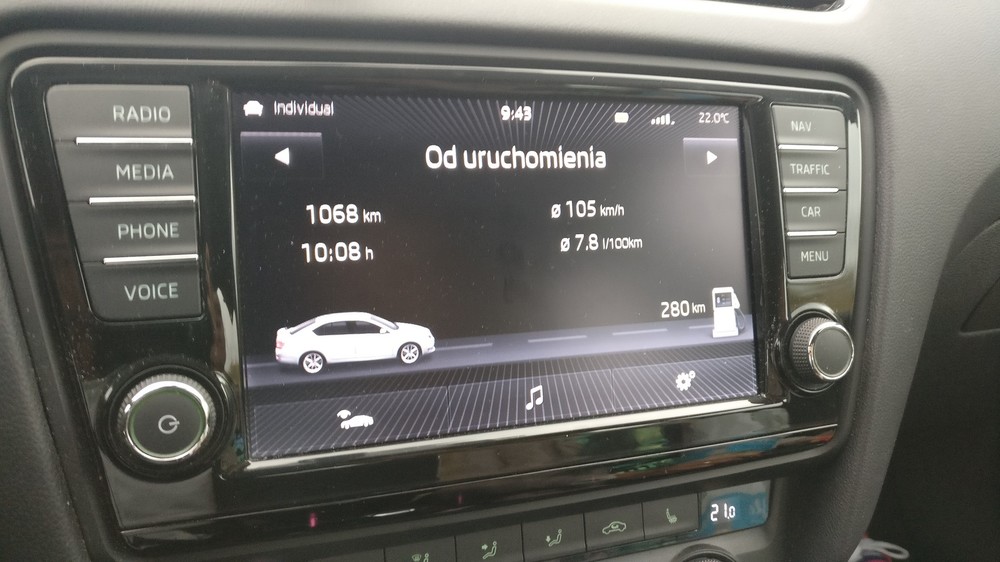 RADIO
MEDIA
PHONE
VOICE
Individual
9:43
22.0°C
Od uruchomienia
1068 km
ø 105 km/h
10:08 h
ø 7,8 l/100km
280 km
NAV
TRAFFIC
CAR
MENU
21.0